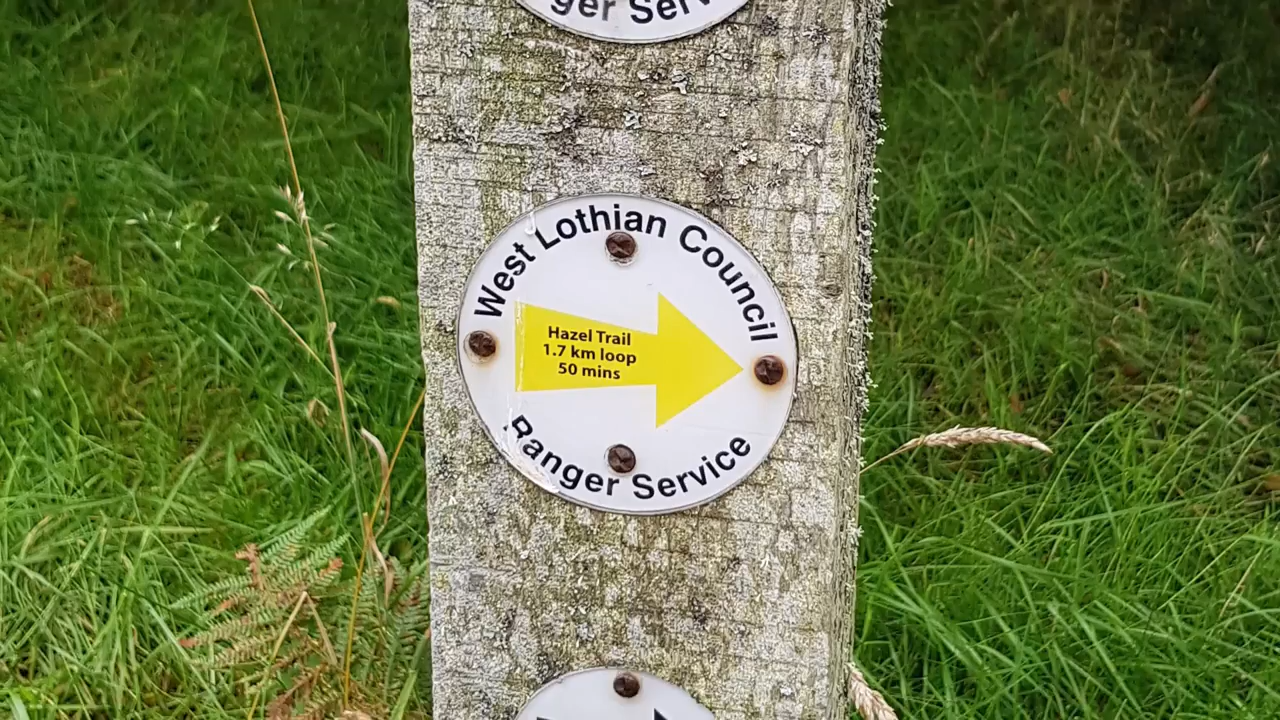 ger Serv
West Lothian Council
Hazel Trail
1.7 km loop
50 mins
Ranger Service